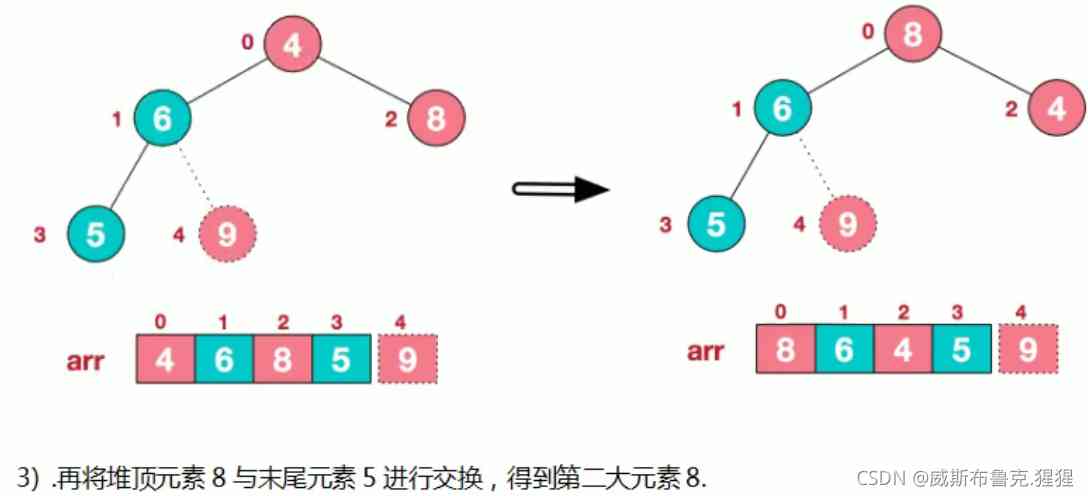 0 4 0 8
1 6 2 8 1 6 2 4
3 5 4 9 3 5 4 9
0 1 2 3 4 0 1 2 3 4
arr 4 6 8 5 9 arr 8 6 4 5 9
3) .再将堆顶元素 8 与末尾元素 5 进行交换，得到第二大元素 8.
CSDN @威斯布鲁克.猩猩